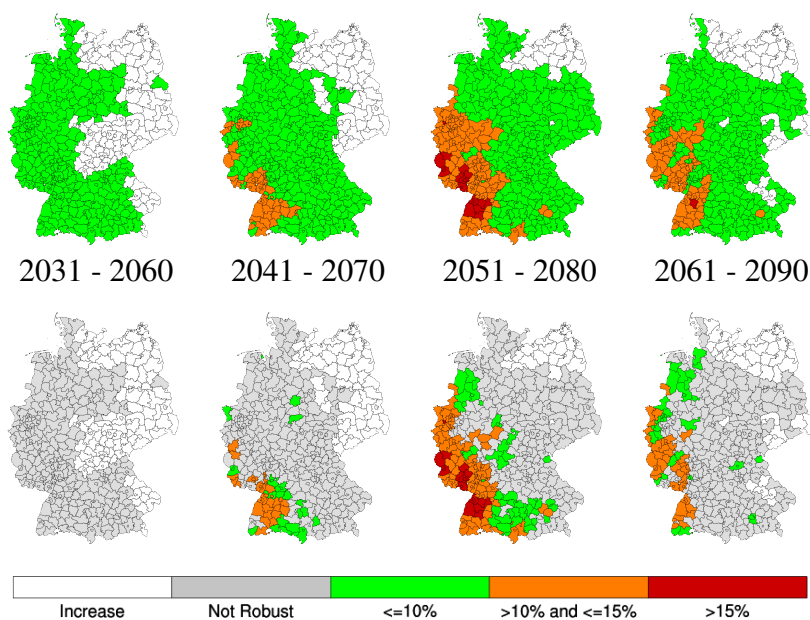 2031 - 2060 2041 - 2070 2051 - 2080 2061 - 2090
Increase Not Robust <=10% >10% and <=15% >15%